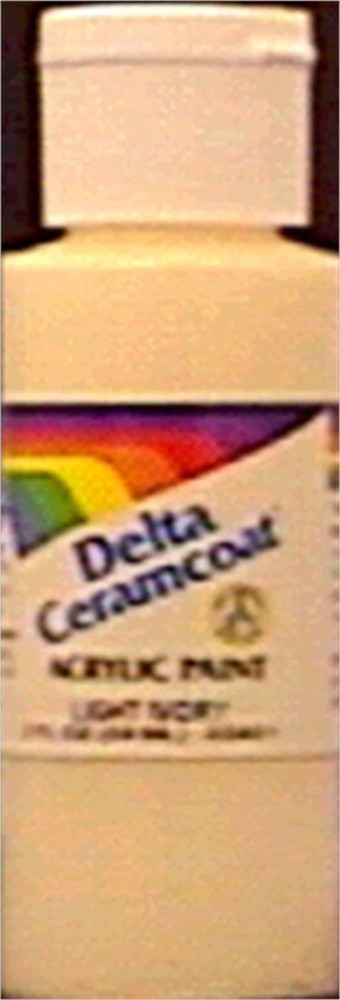 Delta
Ceramcoat
ACRYLIC PAINT
LIGHT IVORY